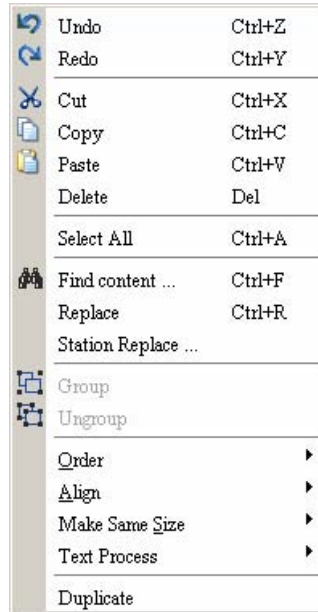 Undo Ctrl+Z
Redo Ctrl+Y
Cut Ctrl+X
Copy Ctrl+C
Paste Ctrl+V
Delete Del
Select All Ctrl+A
Find content ... Ctrl+F
Replace Ctrl+R
Station Replace ...
Group
Ungroup
Order
Align
Make Same Size
Text Process
Duplicate